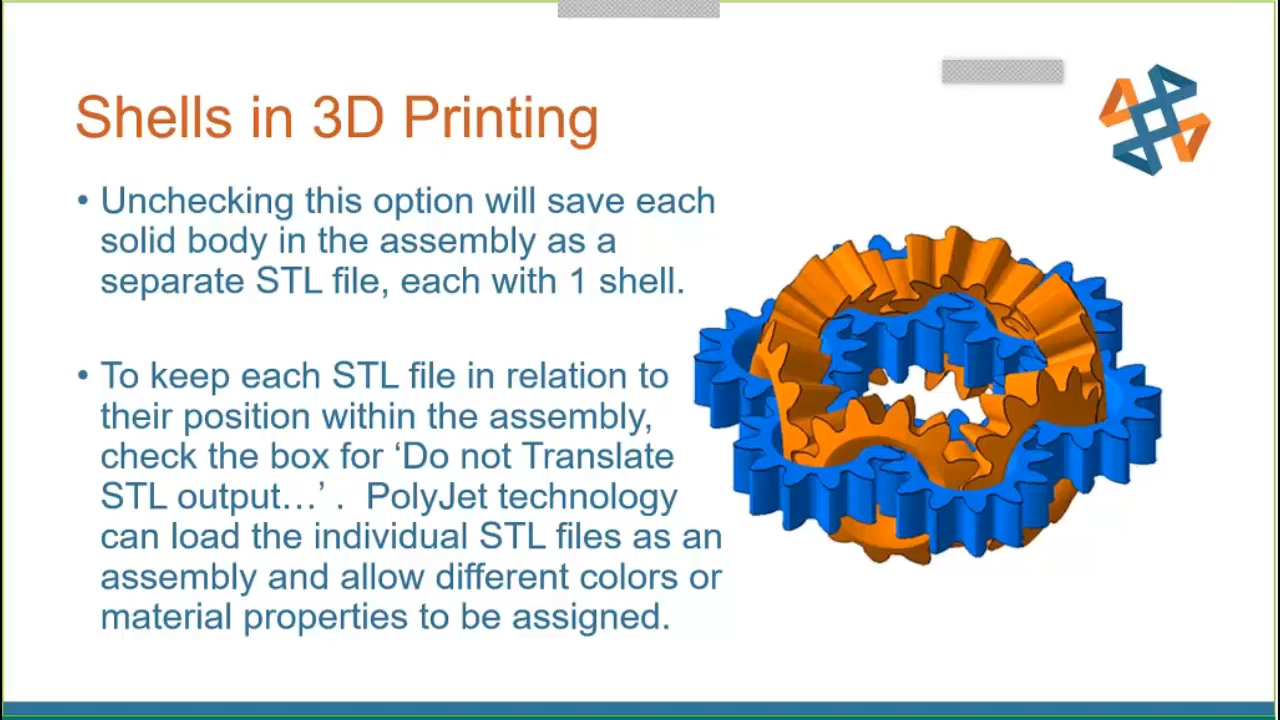 Shells in 3D Printing
• Unchecking this option will save each
solid body in the assembly as a
separate STL file, each with 1 shell.
• To keep each STL file in relation to
their position within the assembly,
check the box for ‘Do not Translate
STL output…’ .  PolyJet technology
can load the individual STL files as an
assembly and allow different colors or
material properties to be assigned.